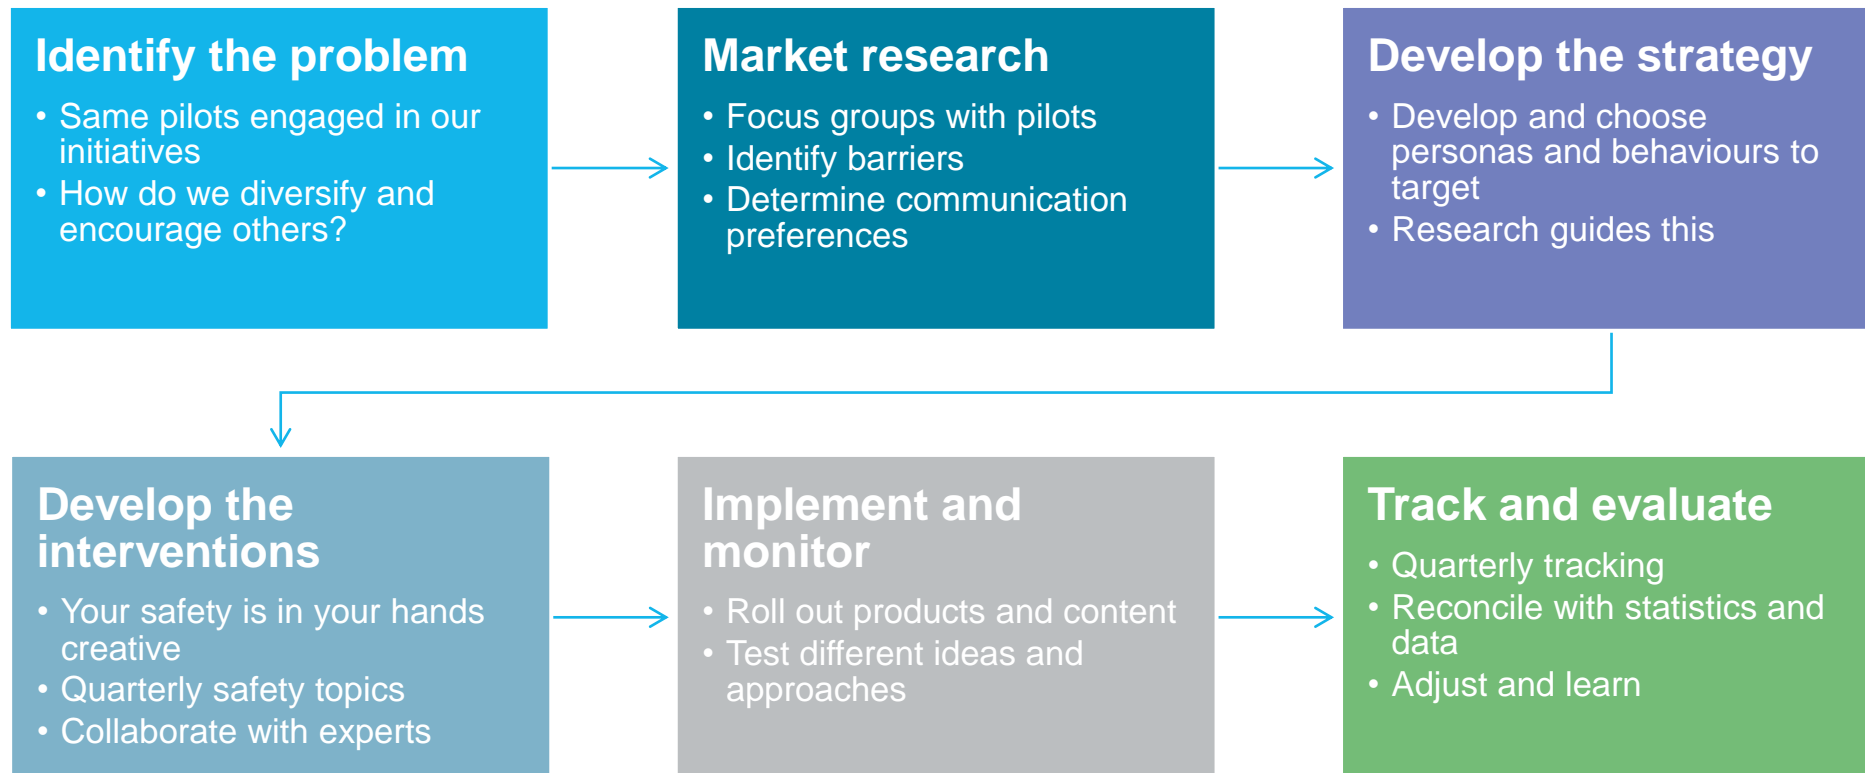 Identify the problem
• Same pilots engaged in our
initiatives
• How do we diversify and
encourage others?
Market research
• Focus groups with pilots
• Identify barriers
• Determine communication
preferences
Develop the strategy
• Develop and choose
personas and behaviours to
target
• Research guides this
Develop the
interventions
• Your safety is in your hands
creative
• Quarterly safety topics
• Collaborate with experts
Implement and
monitor
• Roll out products and content
• Test different ideas and
approaches
Track and evaluate
• Quarterly tracking
• Reconcile with statistics and
data
• Adjust and learn